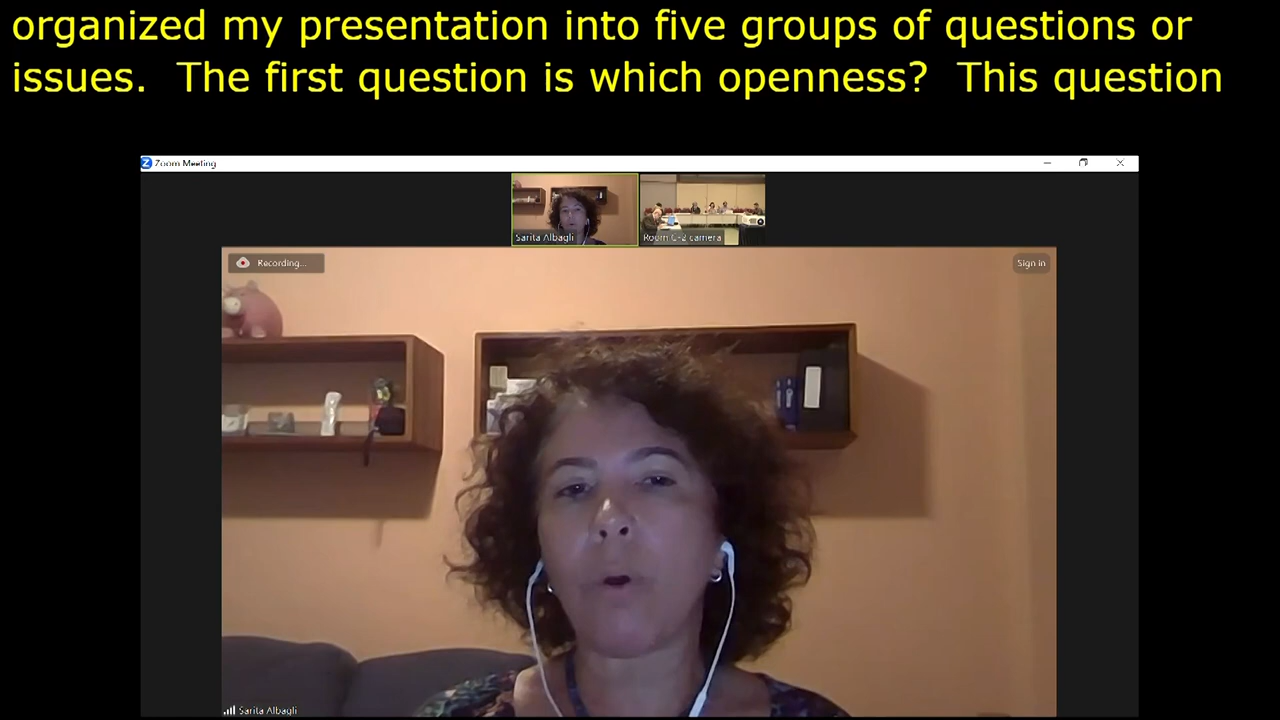 organized my presentation into five groups of questions or
issues.  The first question is which openness?  This question
Zoom Meeting
Sarita Albagli
Room C-2 camera
Recording...
Sign in
Sarita Albagli